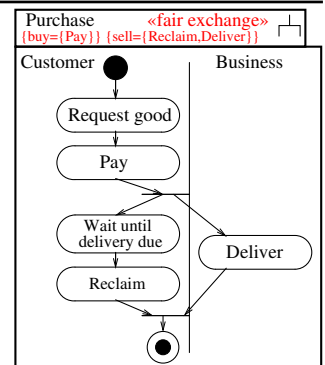 Purchase «fair exchange»
{buy={Pay}} {sell={Reclaim,Deliver}}
Customer Business
Request good
Pay
Wait until
delivery due
Deliver
Reclaim